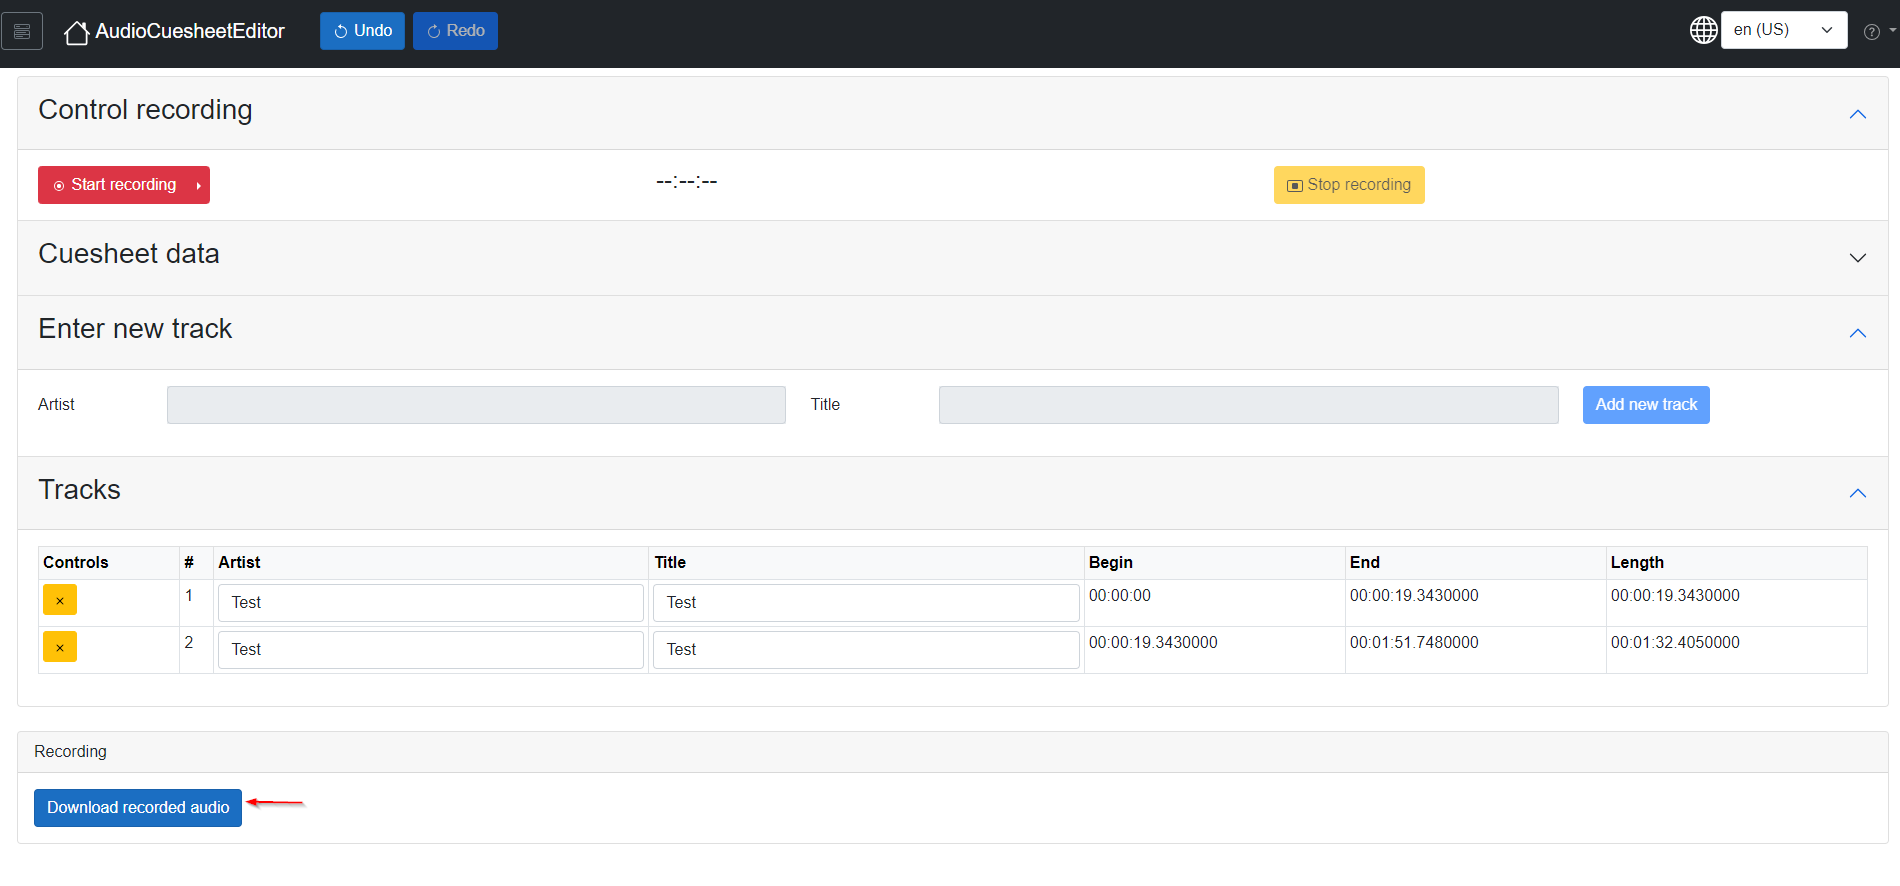 AudioCuesheetEditor Undo Redo en (US)
Control recording
Start recording --:--:-- Stop recording
Cuesheet data
Enter new track
Artist Title Add new track
Tracks
Controls # Artist Title Begin End Length
× 1 Test Test 00:00:00 00:00:19.3430000 00:00:19.3430000
× 2 Test Test 00:00:19.3430000 00:01:51.7480000 00:01:32.4050000
Recording
Download recorded audio